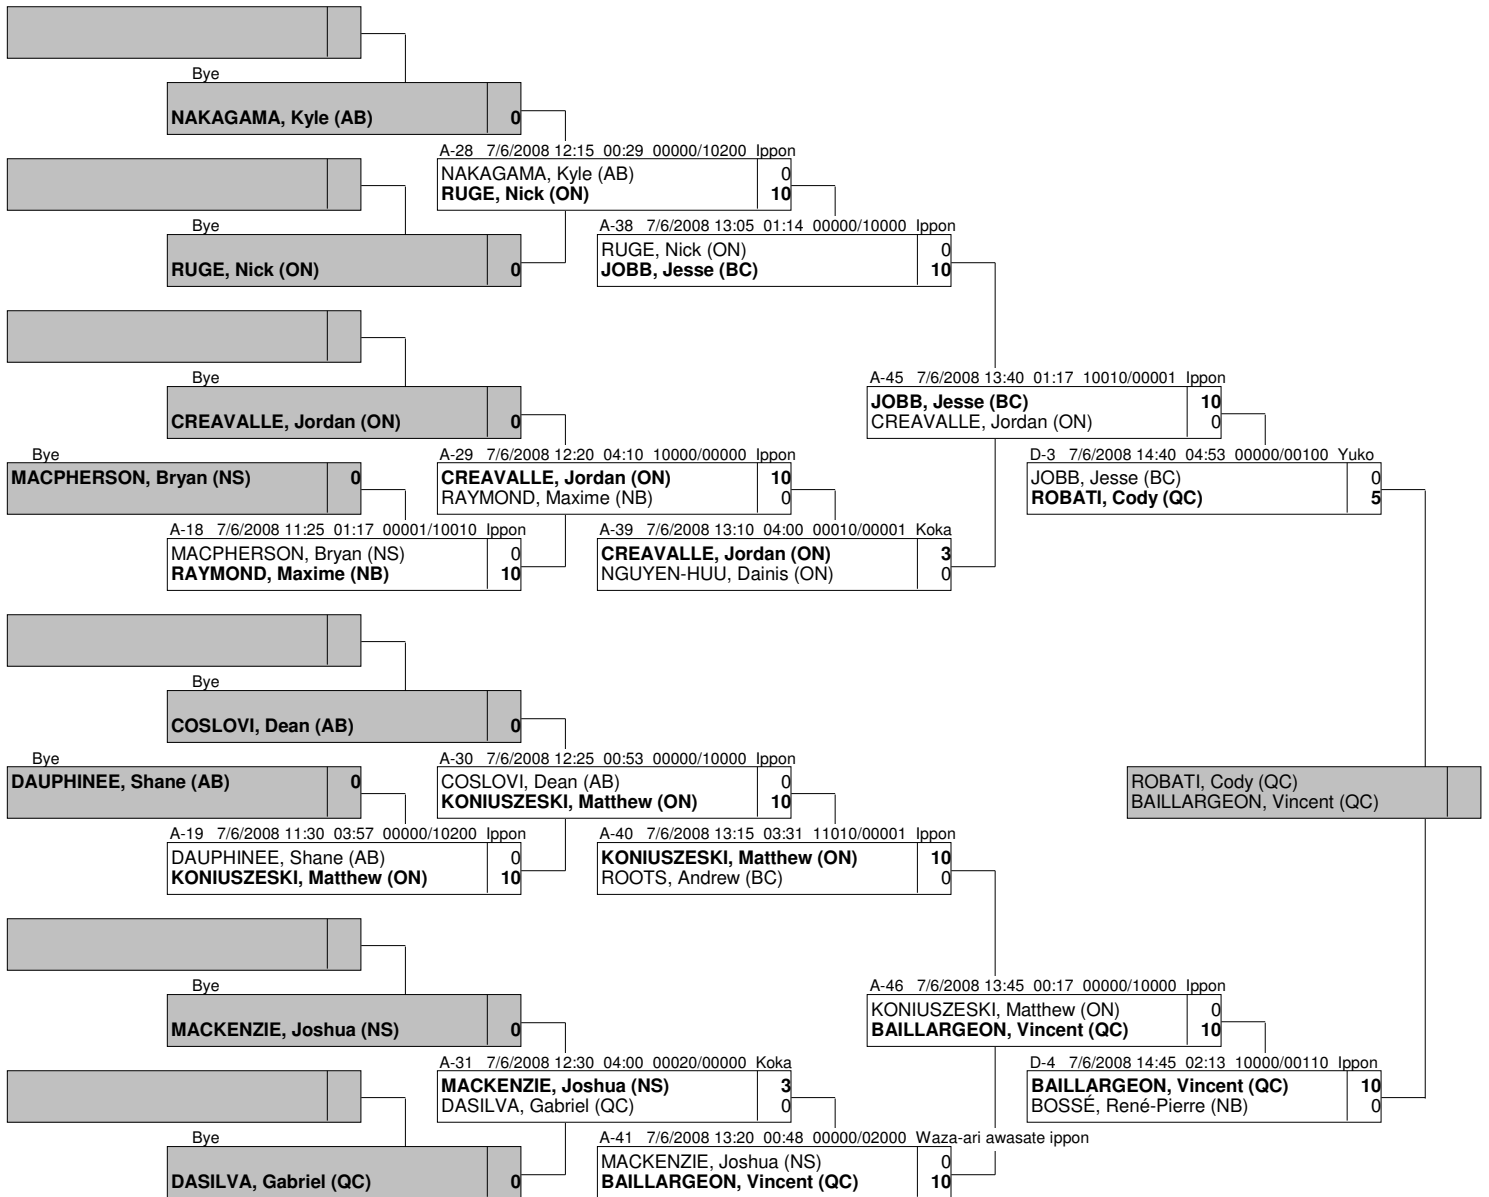 Bye
NAKAGAMA, Kyle (AB) 0
A-28 7/6/2008 12:15 00:29 00000/10200 Ippon
NAKAGAMA, Kyle (AB) 0
RUGE, Nick (ON) 10
Bye
RUGE, Nick (ON) 0
A-38 7/6/2008 13:05 01:14 00000/10000 Ippon
RUGE, Nick (ON) 0
JOBB, Jesse (BC) 10
Bye
CREAVALLE, Jordan (ON) 0
A-45 7/6/2008 13:40 01:17 10010/00001 Ippon
JOBB, Jesse (BC) 10
CREAVALLE, Jordan (ON) 0
Bye
MACPHERSON, Bryan (NS) 0
A-29 7/6/2008 12:20 04:10 10000/00000 Ippon
CREAVALLE, Jordan (ON) 10
RAYMOND, Maxime (NB) 0
D-3 7/6/2008 14:40 04:53 00000/00100 Yuko
JOBB, Jesse (BC) 0
ROBATI, Cody (QC) 5
A-18 7/6/2008 11:25 01:17 00001/10010 Ippon
MACPHERSON, Bryan (NS) 0
RAYMOND, Maxime (NB) 10
A-39 7/6/2008 13:10 04:00 00010/00001 Koka
CREAVALLE, Jordan (ON) 3
NGUYEN-HUU, Dainis (ON) 0
Bye
COSLOVI, Dean (AB) 0
Bye
DAUPHINEE, Shane (AB) 0
A-30 7/6/2008 12:25 00:53 00000/10000 Ippon
COSLOVI, Dean (AB) 0
KONIUSZESKI, Matthew (ON) 10
ROBATI, Cody (QC)
BAILLARGEON, Vincent (QC)
A-19 7/6/2008 11:30 03:57 00000/10200 Ippon
DAUPHINEE, Shane (AB) 0
KONIUSZESKI, Matthew (ON) 10
A-40 7/6/2008 13:15 03:31 11010/00001 Ippon
KONIUSZESKI, Matthew (ON) 10
ROOTS, Andrew (BC) 0
Bye
MACKENZIE, Joshua (NS) 0
A-46 7/6/2008 13:45 00:17 00000/10000 Ippon
KONIUSZESKI, Matthew (ON) 0
BAILLARGEON, Vincent (QC) 10
A-31 7/6/2008 12:30 04:00 00020/00000 Koka
MACKENZIE, Joshua (NS) 3
DASILVA, Gabriel (QC) 0
D-4 7/6/2008 14:45 02:13 10000/00110 Ippon
BAILLARGEON, Vincent (QC) 10
BOSSÉ, René-Pierre (NB) 0
Bye
DASILVA, Gabriel (QC) 0
A-41 7/6/2008 13:20 00:48 00000/02000 Waza-ari awasate ippon
MACKENZIE, Joshua (NS) 0
BAILLARGEON, Vincent (QC) 10